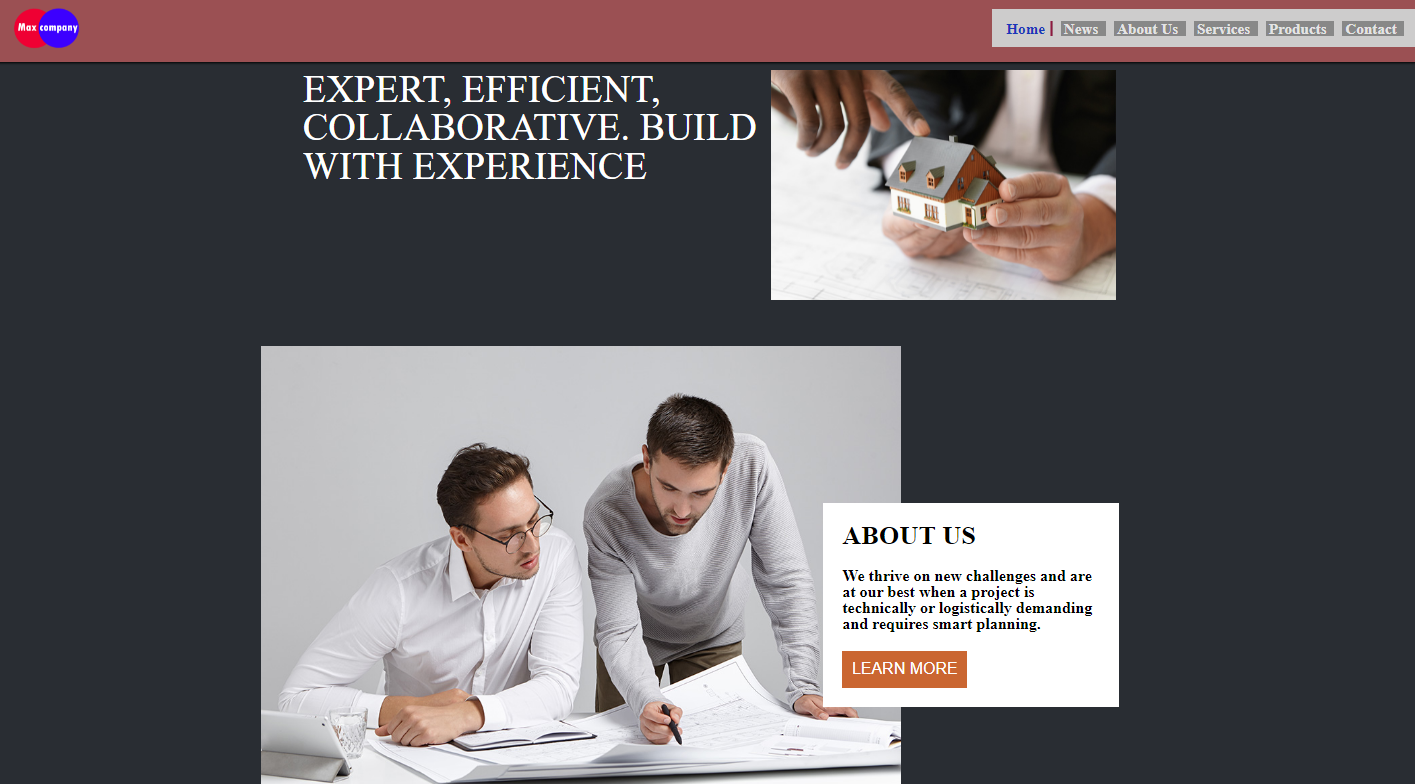 Max company
Home News About Us Services Products Contact
EXPERT, EFFICIENT,
COLLABORATIVE. BUILD
WITH EXPERIENCE
ABOUT US
We thrive on new challenges and are
at our best when a project is
technically or logistically demanding
and requires smart planning.
LEARN MORE